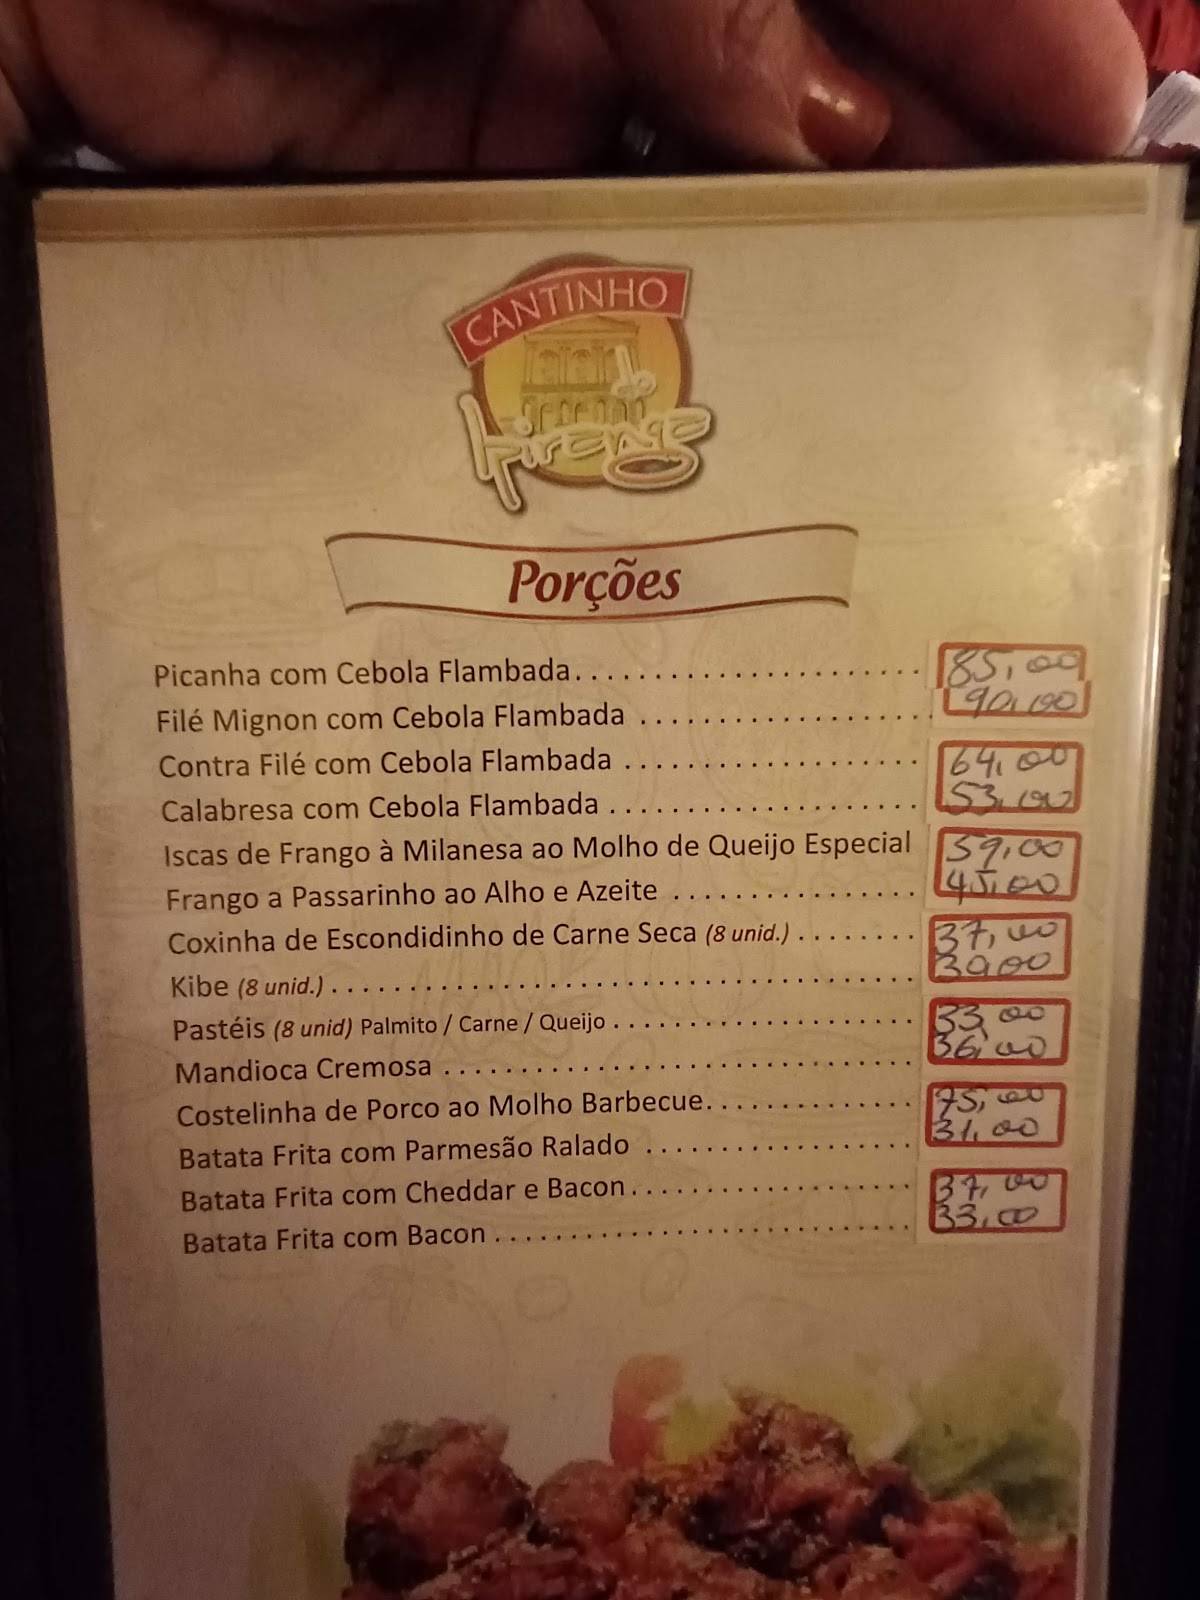 CANTINHO
do
Ipiranga
Porções
Picanha com Cebola Flambada. . . . . . . . . . . . . . . . . . . . . . . 85,00
Filé Mignon com Cebola Flambada . . . . . . . . . . . . . . . . . . . . 90,00
Contra Filé com Cebola Flambada . . . . . . . . . . . . . . . . . . . . 64,00
Calabresa com Cebola Flambada . . . . . . . . . . . . . . . . . . . . . 53,00
Iscas de Frango à Milanesa ao Molho de Queijo Especial 59,00
Frango a Passarinho ao Alho e Azeite . . . . . . . . . . . . . . . . 45,00
Coxinha de Escondidinho de Carne Seca (8 unid.) . . . . . . . . 37,00
Kibe (8 unid.) . . . . . . . . . . . . . . . . . . . . . . . . . . . . . . . . . . . . . 3900
Pastéis (8 unid) Palmito / Carne / Queijo . . . . . . . . . . . . . . . . . . . 33,00
Mandioca Cremosa . . . . . . . . . . . . . . . . . . . . . . . . . . . . . . 36,00
Costelinha de Porco ao Molho Barbecue. . . . . . . . . . . . . . 75,00
Batata Frita com Parmesão Ralado . . . . . . . . . . . . . . . . . . 31,00
Batata Frita com Cheddar e Bacon. . . . . . . . . . . . . . . . . . . 37,00
Batata Frita com Bacon . . . . . . . . . . . . . . . . . . . . . . . . . . . . 33,00